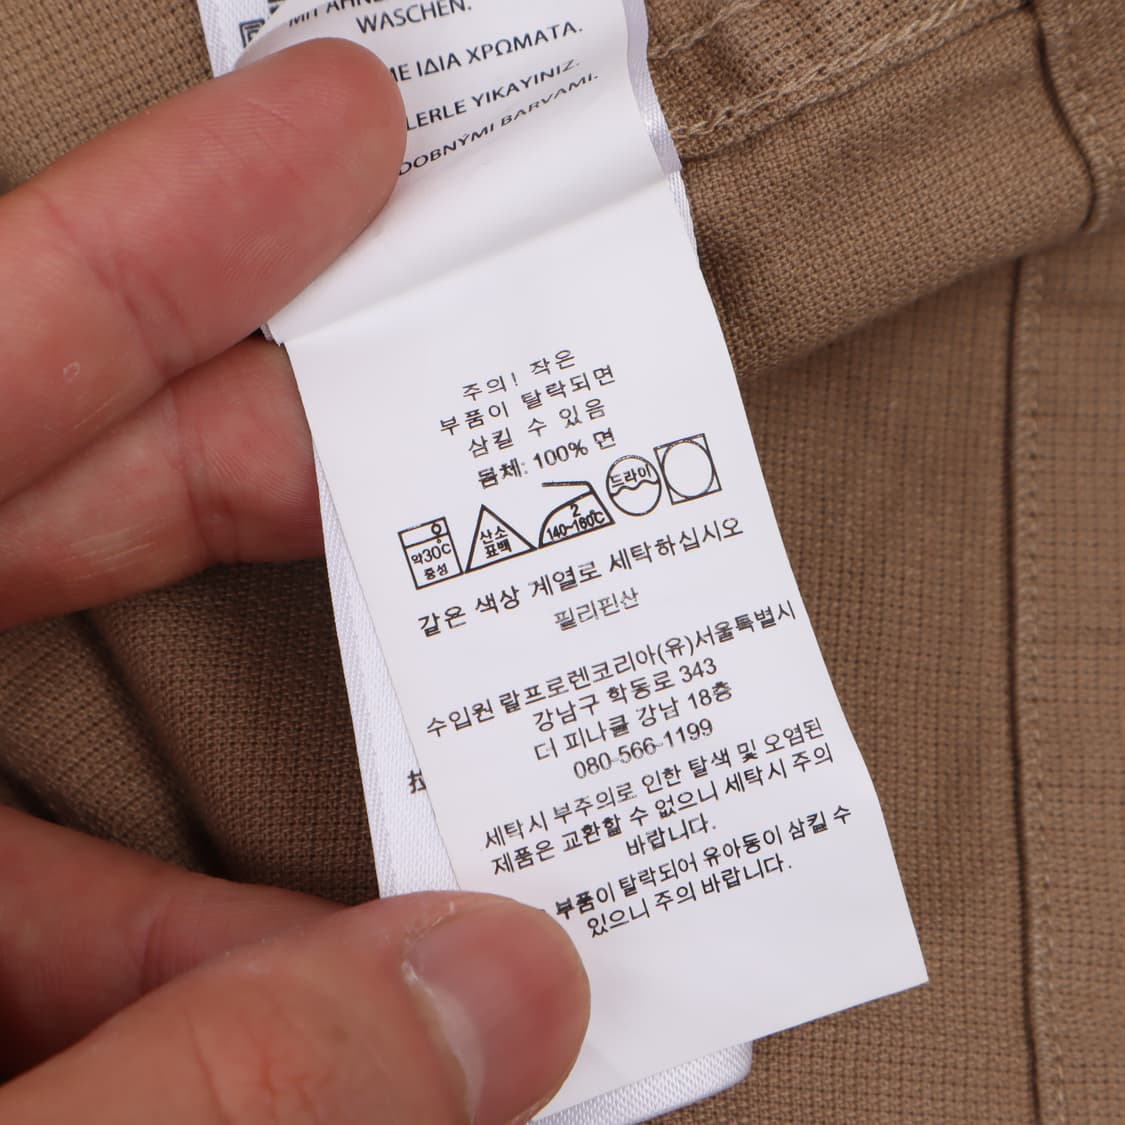 WASCHEN.
ΜΕ ΙΔΙΑ ΧΡΩΜΑΤΑ.
LERLE YIKAYINIZ.
DOBNÝMI BARVAMI.
주의! 작은
부품이 탈락되면
삼킬 수 있음
몸체: 100% 면
약30°C
중성
산소
표백
2
140~160°C
드라이
같은 색상 계열로 세탁하십시오
필리핀산
수입원 랄프로렌코리아(유)서울특별시
강남구 학동로 343
더 피나클 강남 18층
080-566-1199
세탁시 부주의로 인한 탈색 및 오염된
제품은 교환할 수 없으니 세탁시 주의
바랍니다.
부품이 탈락되어 유아동이 삼킬 수
있으니 주의 바랍니다.